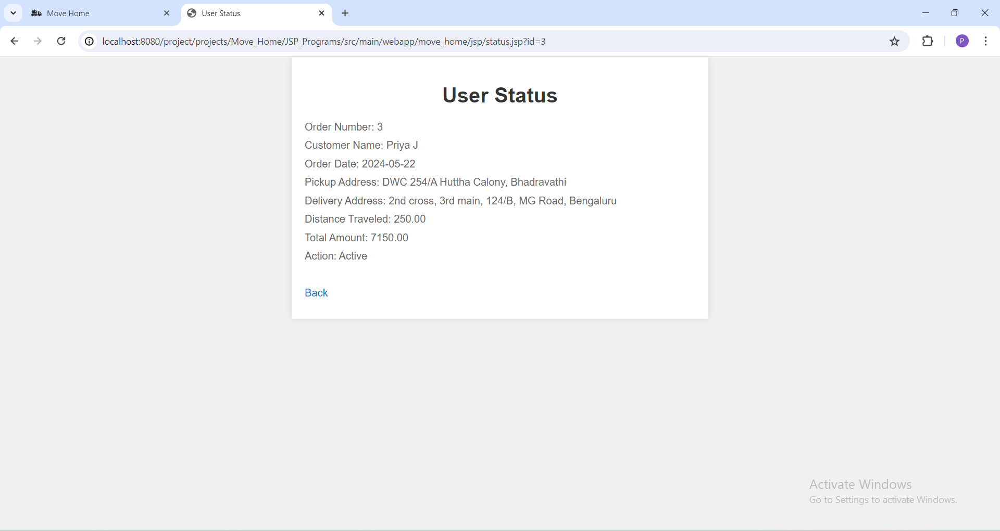 Move Home
User Status
localhost:8080/project/projects/Move_Home/JSP_Programs/src/main/webapp/move_home/jsp/status.jsp?id=3
P
User Status
Order Number: 3
Customer Name: Priya J
Order Date: 2024-05-22
Pickup Address: DWC 254/A Huttha Calony, Bhadravathi
Delivery Address: 2nd cross, 3rd main, 124/B, MG Road, Bengaluru
Distance Traveled: 250.00
Total Amount: 7150.00
Action: Active
Back
Activate Windows
Go to Settings to activate Windows.